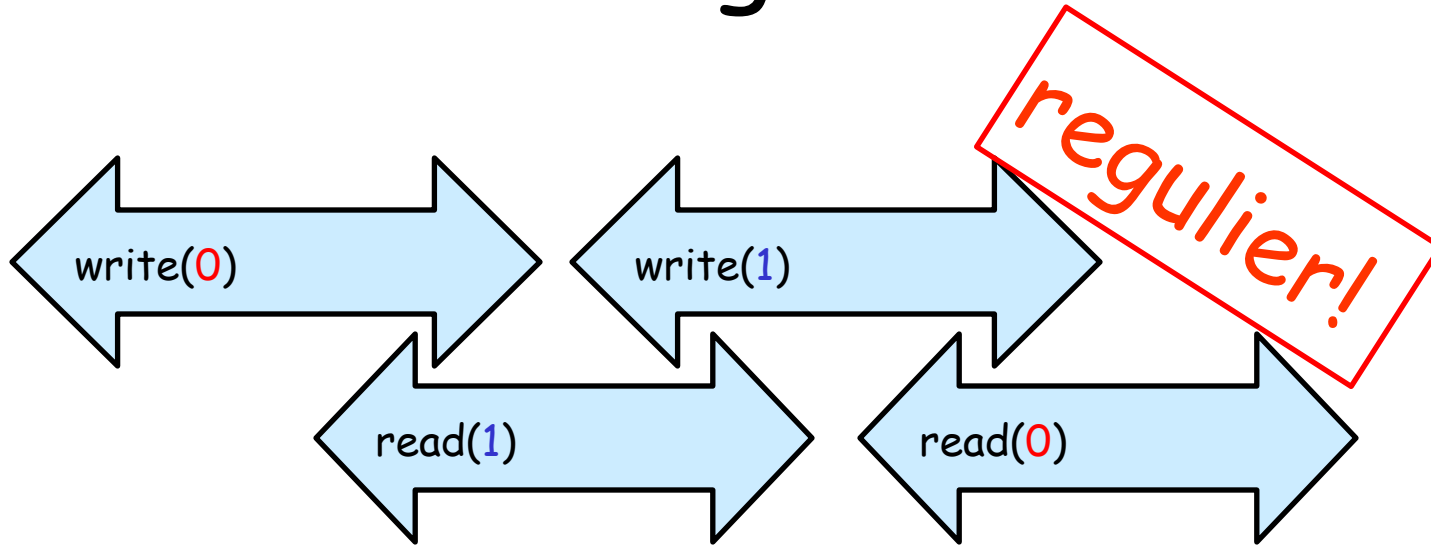 regulier!
write(0)
write(1)
read(1)
read(0)